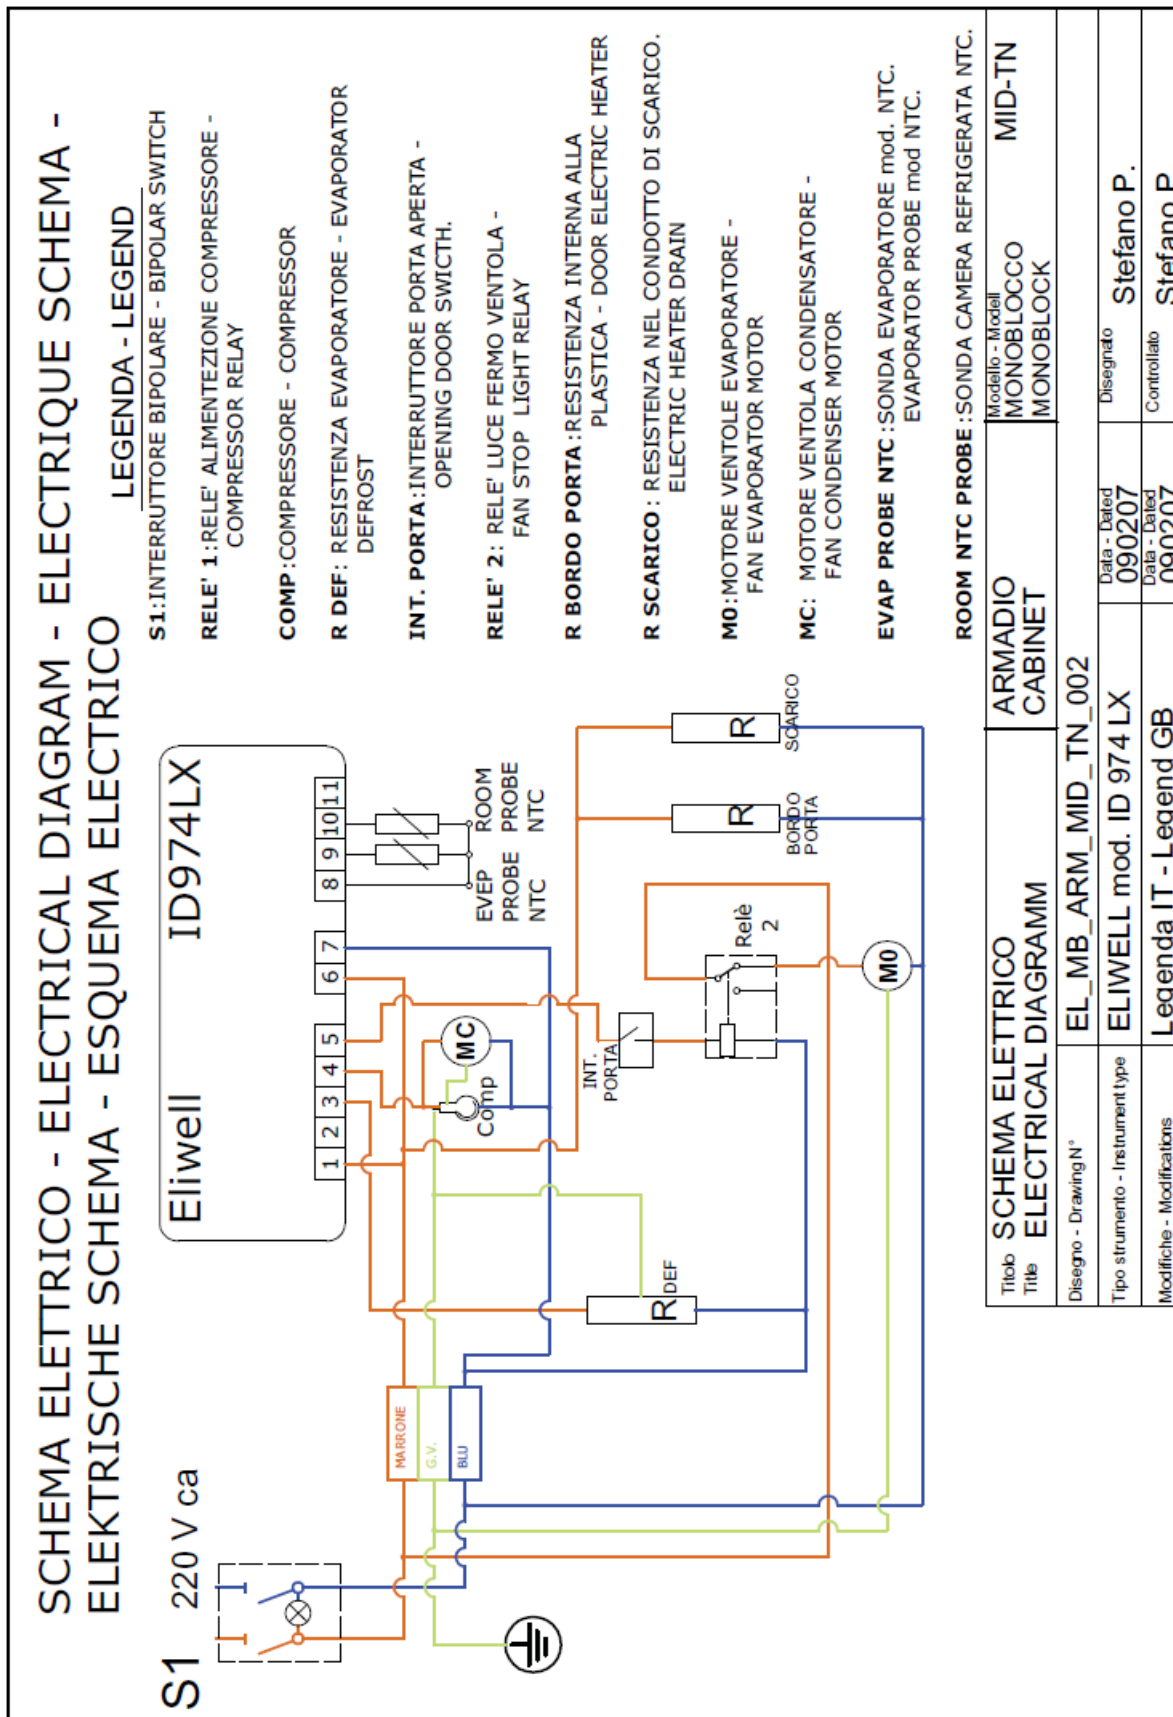 SCHEMA ELETTRICO - ELECTRICAL DIAGRAM - ELECTRIQUE SCHEMA -
ELEKTRISCHE SCHEMA - ESQUEMA ELECTRICO
S1
220 V ca
MARRONE
G.V.
BLU
Eliwell
ID974LX
1 2 3 4 5 6 7 8 9 10 11
MC
Comp
EVEP
PROBE
NTC
ROOM
PROBE
NTC
INT.
PORTA
R
DEF
Relè
2
M0
R
BORDO
PORTA
R
SCARICO
LEGENDA - LEGEND
S1:INTERRUTTORE BIPOLARE - BIPOLAR SWITCH
RELE' 1:RELE' ALIMENTEZIONE COMPRESSORE -
COMPRESSOR RELAY
COMP:COMPRESSORE - COMPRESSOR
R DEF: RESISTENZA EVAPORATORE - EVAPORATOR
DEFROST
INT. PORTA:INTERRUTTORE PORTA APERTA -
OPENING DOOR SWICTH.
RELE' 2: RELE' LUCE FERMO VENTOLA -
FAN STOP LIGHT RELAY
R BORDO PORTA:RESISTENZA INTERNA ALLA
PLASTICA - DOOR ELECTRIC HEATER
R SCARICO: RESISTENZA NEL CONDOTTO DI SCARICO.
ELECTRIC HEATER DRAIN
M0:MOTORE VENTOLE EVAPORATORE -
FAN EVAPORATOR MOTOR
MC: MOTORE VENTOLA CONDENSATORE -
FAN CONDENSER MOTOR
EVAP PROBE NTC:SONDA EVAPORATORE mod. NTC.
EVAPORATOR PROBE mod NTC.
ROOM NTC PROBE:SONDA CAMERA REFRIGERATA NTC.
Titolo SCHEMA ELETTRICO
Title ELECTRICAL DIAGRAMM
ARMADIO
CABINET
Modello - Modell
MONOBLOCCO
MONOBLOCK
MID-TN
Disegno - Drawing N°
EL_MB_ARM_MID_TN_002
Tipo strumento - Instrument type
ELIWELL mod. ID 974 LX
Data - Dated
090207
Disegnato
Stefano P.
Modifiche - Modifications
Legenda IT - Legend GB
Data - Dated
090207
Controllato
Stefano P.